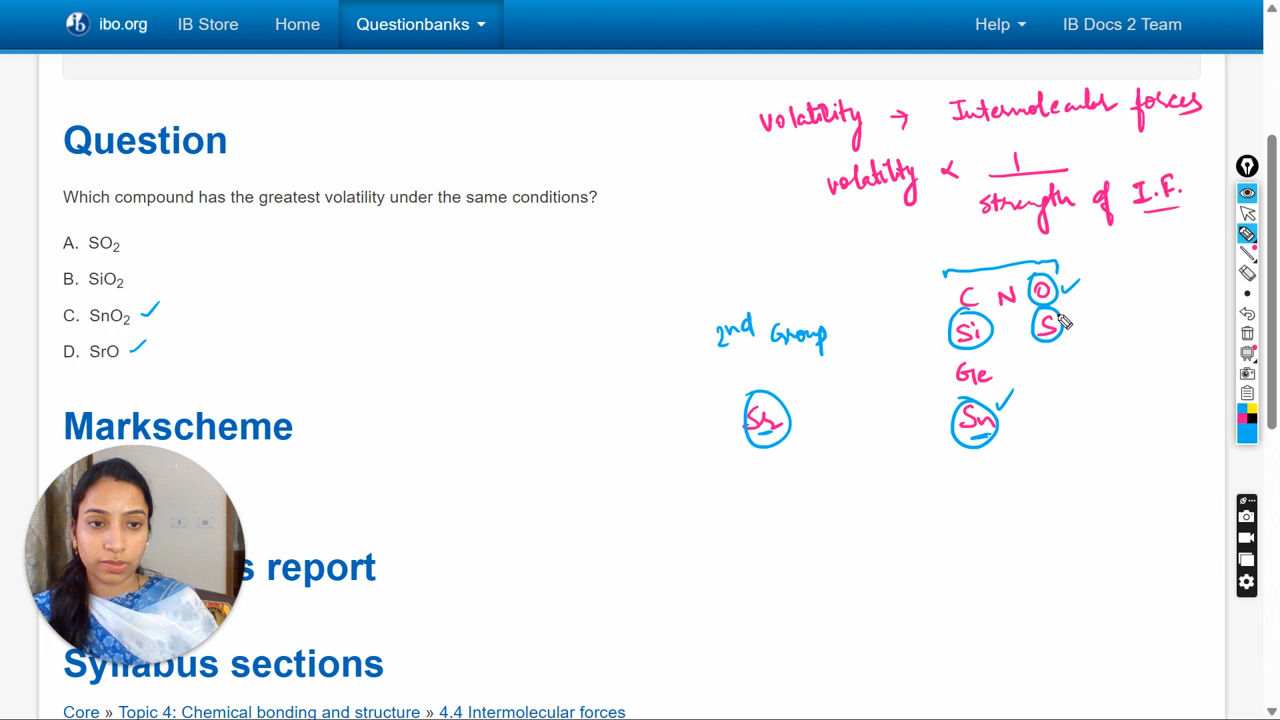 ibo.org IB Store Home Questionbanks Help IB Docs 2 Team
volatility → Intermolecular forces
Question
volatility ∝ 1 / strength of I.F.
Which compound has the greatest volatility under the same conditions?
A. SO₂
B. SiO₂
C. SnO₂ ✓
D. SrO ✓
C N O ✓
2nd Group Si S
Ge
Sr Sn ✓
Markscheme
s report
Syllabus sections
Core » Topic 4: Chemical bonding and structure » 4.4 Intermolecular forces